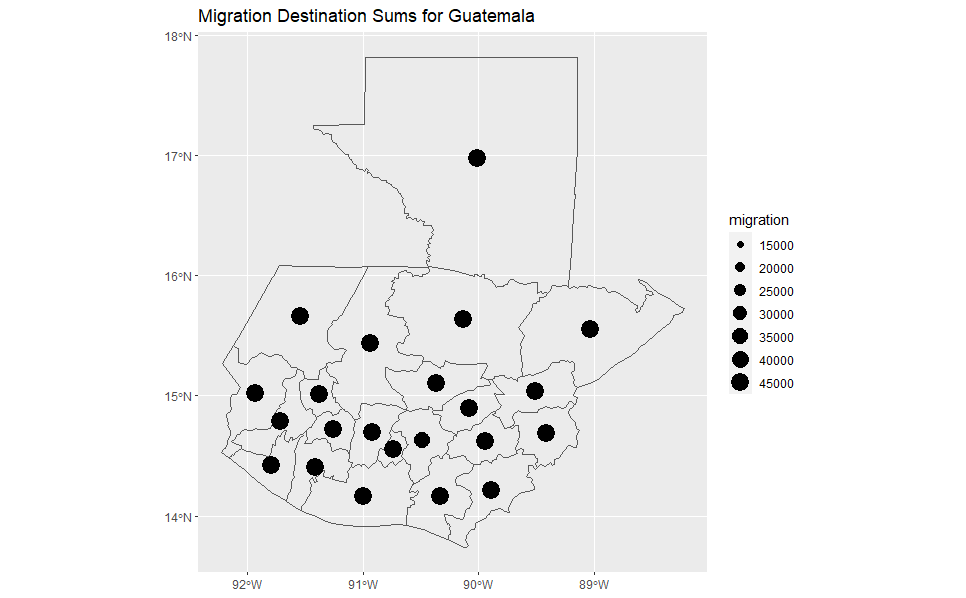 Migration Destination Sums for Guatemala
18°N
17°N
16°N
15°N
14°N
92°W
91°W
90°W
89°W
migration
15000
20000
25000
30000
35000
40000
45000